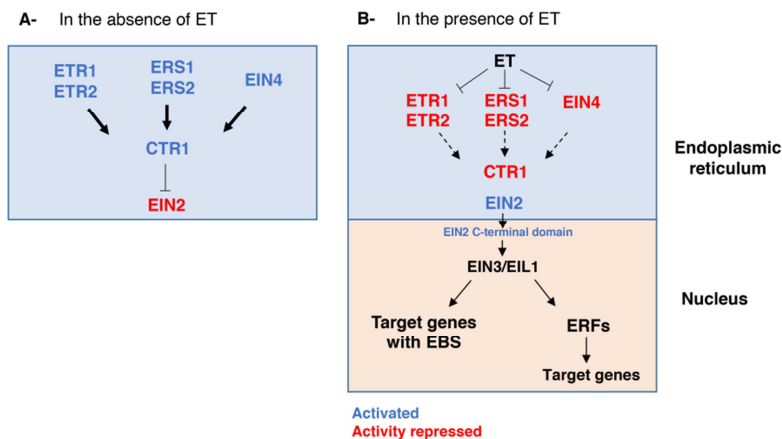 A- In the absence of ET
B- In the presence of ET
ETR1
ETR2
ERS1
ERS2
EIN4
CTR1
EIN2
ET
ETR1
ETR2
ERS1
ERS2
EIN4
CTR1
EIN2
Endoplasmic
reticulum
EIN2 C-terminal domain
EIN3/EIL1
Nucleus
Target genes
with EBS
ERFs
Target genes
Activated
Activity repressed